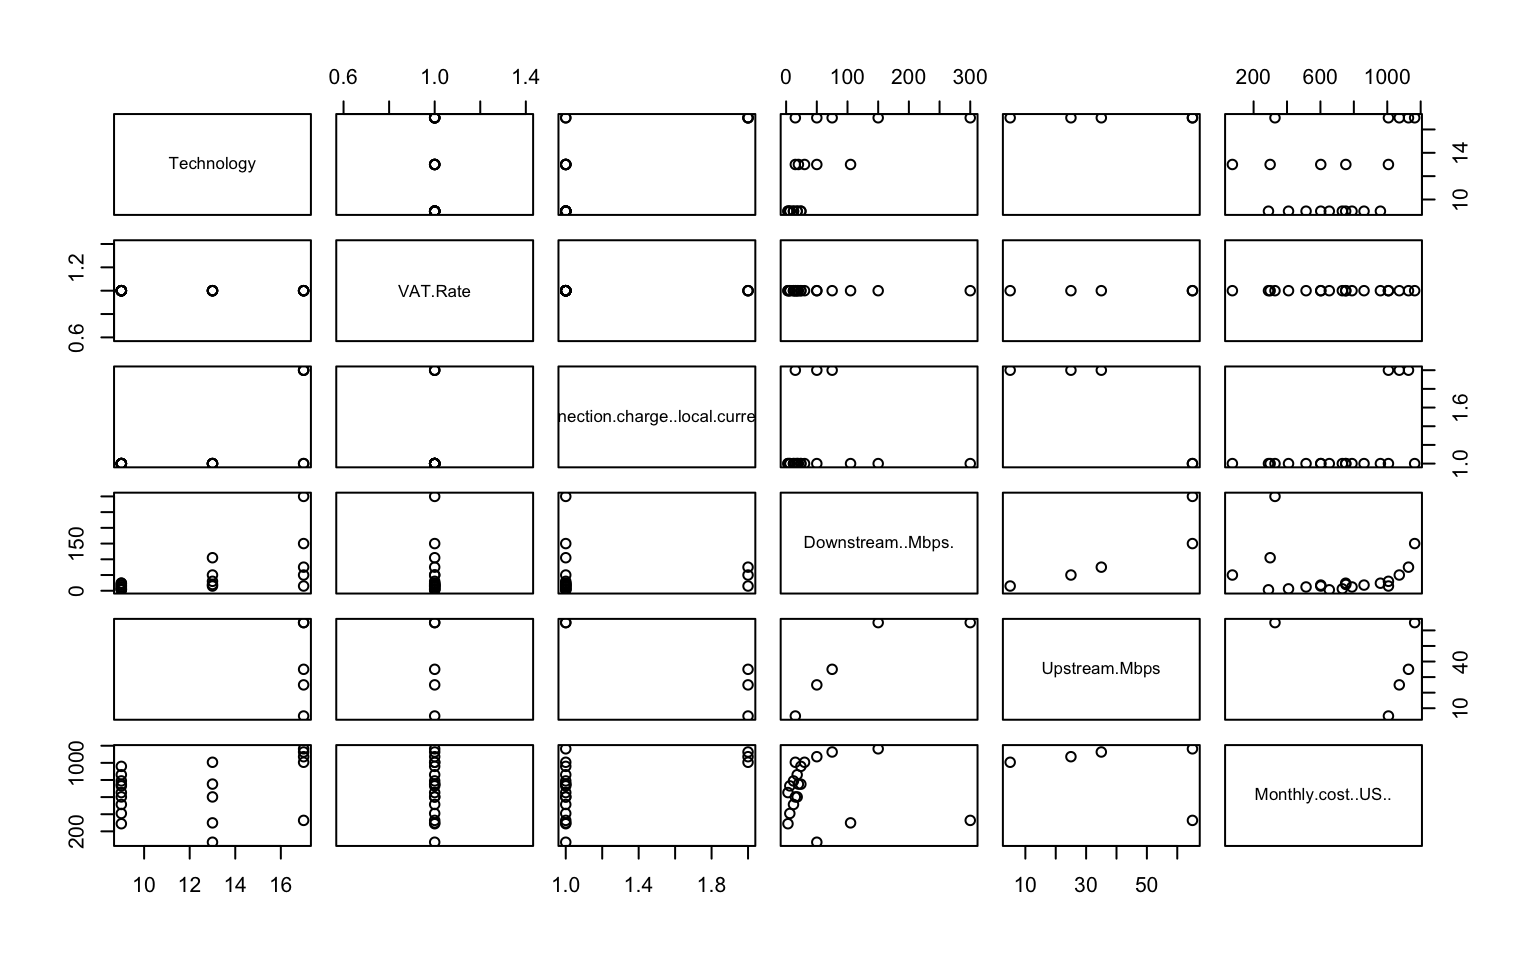 0.6 1.0 1.4 0 100 200 300 200 600 1000
Technology
10 14
0.6 1.2
VAT.Rate
nection.charge..local.curre
1.0 1.6
0 150
Downstream..Mbps.
Upstream.Mbps
10 40
200 1000
Monthly.cost..US..
10 12 14 16 1.0 1.4 1.8 10 30 50